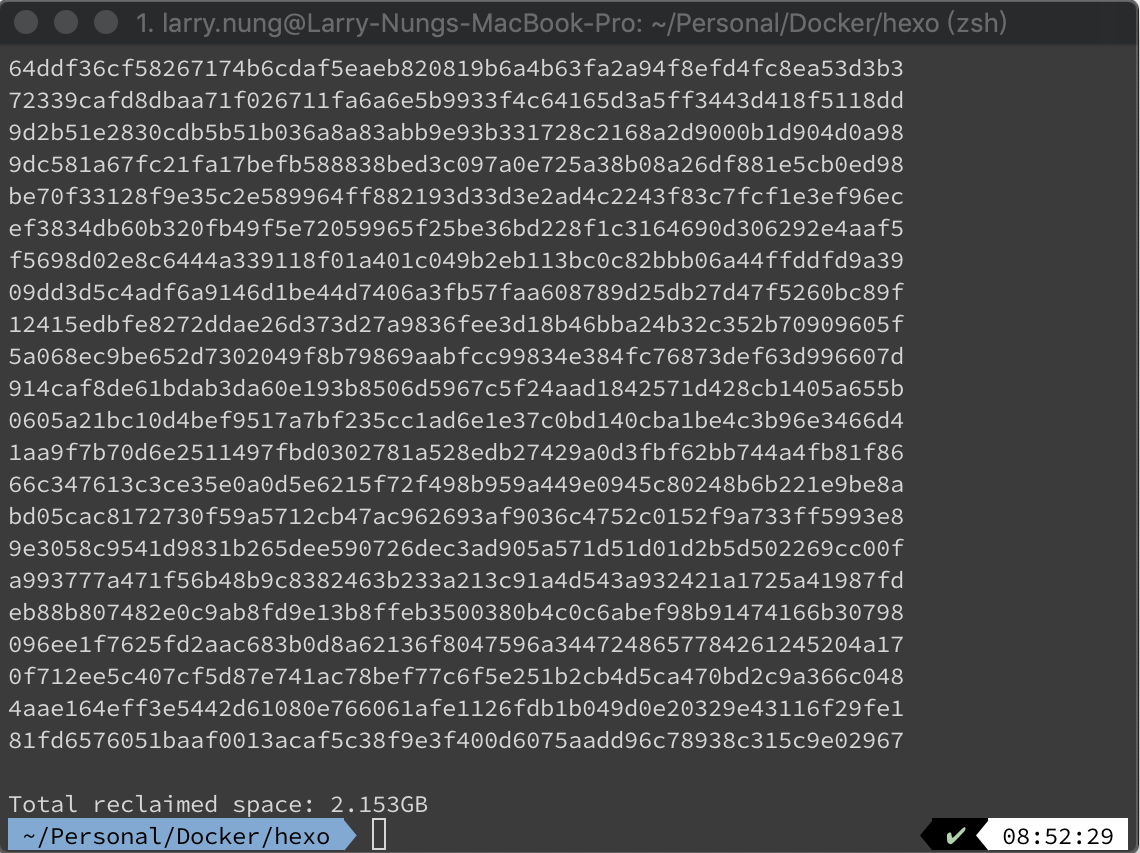 1. larry.nung@Larry-Nungs-MacBook-Pro: ~/Personal/Docker/hexo (zsh)
64ddf36cf58267174b6cdaf5eaeb820819b6a4b63fa2a94f8efd4fc8ea53d3b3
72339cafd8dbaa71f026711fa6a6e5b9933f4c64165d3a5ff3443d418f5118dd
9d2b51e2830cdb5b51b036a8a83abb9e93b331728c2168a2d9000b1d904d0a98
9dc581a67fc21fa17befb588838bed3c097a0e725a38b08a26df881e5cb0ed98
be70f33128f9e35c2e589964ff882193d33d3e2ad4c2243f83c7fcf1e3ef96ec
ef3834db60b320fb49f5e72059965f25be36bd228f1c3164690d306292e4aaf5
f5698d02e8c6444a339118f01a401c049b2eb113bc0c82bbb06a44ffddfd9a39
09dd3d5c4adf6a9146d1be44d7406a3fb57faa608789d25db27d47f5260bc89f
12415edbfe8272ddae26d373d27a9836fee3d18b46bba24b32c352b70909605f
5a068ec9be652d7302049f8b79869aabfcc99834e384fc76873def63d996607d
914caf8de61bdab3da60e193b8506d5967c5f24aad1842571d428cb1405a655b
0605a21bc10d4bef9517a7bf235cc1ad6e1e37c0bd140cba1be4c3b96e3466d4
1aa9f7b70d6e2511497fbd0302781a528edb27429a0d3fbf62bb744a4fb81f86
66c347613c3ce35e0a0d5e6215f72f498b959a449e0945c80248b6b221e9be8a
bd05cac8172730f59a5712cb47ac962693af9036c4752c0152f9a733ff5993e8
9e3058c9541d9831b265dee590726dec3ad905a571d51d01d2b5d502269cc00f
a993777a471f56b48b9c8382463b233a213c91a4d543a932421a1725a41987fd
eb88b807482e0c9ab8fd9e13b8ffeb3500380b4c0c6abef98b91474166b30798
096ee1f7625fd2aac683b0d8a62136f8047596a3447248657784261245204a17
0f712ee5c407cf5d87e741ac78bef77c6f5e251b2cb4d5ca470bd2c9a366c048
4aae164eff3e5442d61080e766061afe1126fdb1b049d0e20329e43116f29fe1
81fd6576051baaf0013acaf5c38f9e3f400d6075aadd96c78938c315c9e02967
Total reclaimed space: 2.153GB
~/Personal/Docker/hexo ✔ 08:52:29